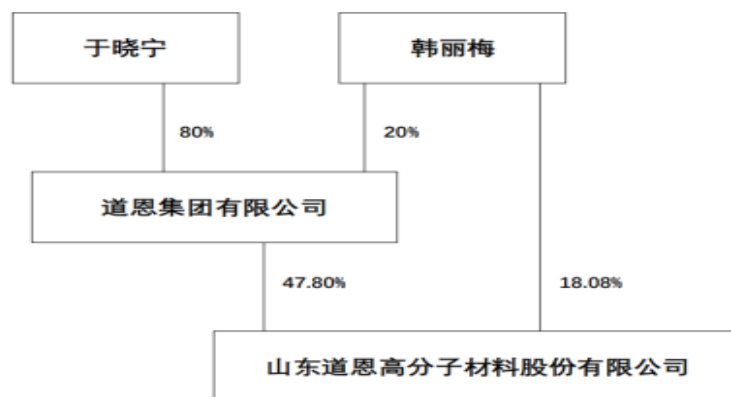 于晓宁
韩丽梅
80%
20%
道恩集团有限公司
47.80%
18.08%
山东道恩高分子材料股份有限公司